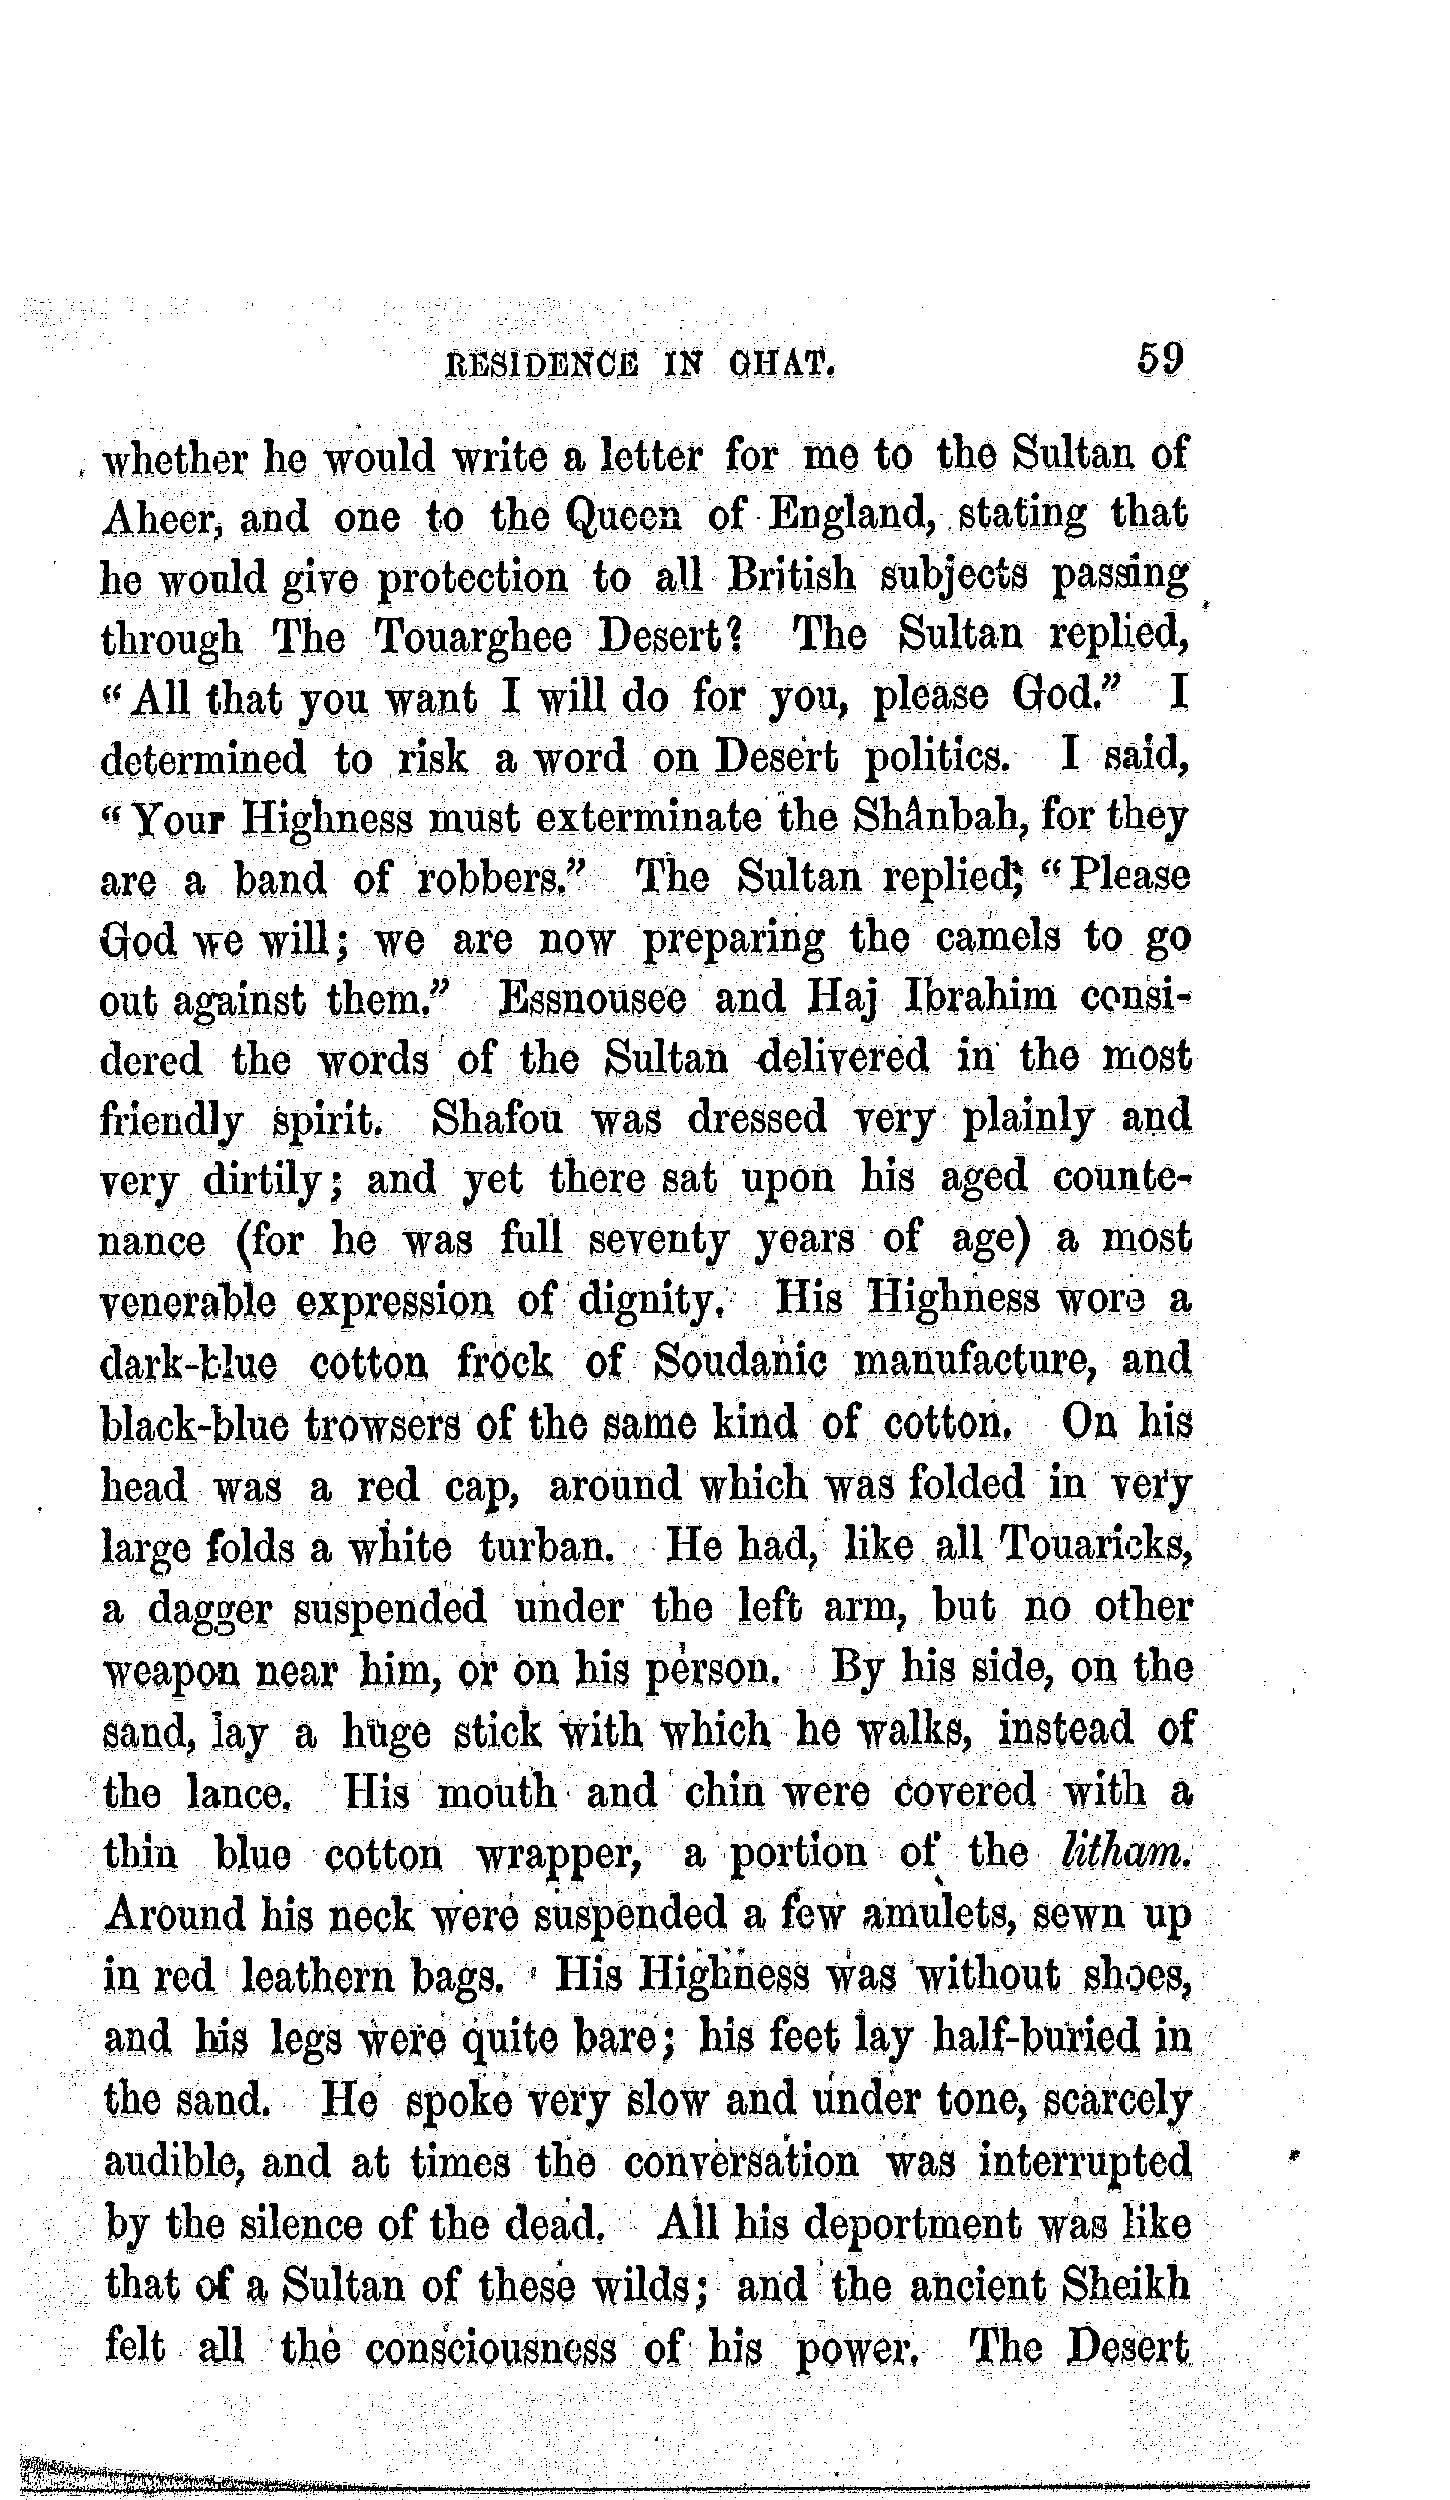 RESIDENCE IN GHAT. 59
whether he would write a letter for me to the Sultan of
Aheer, and one to the Queen of England, stating that
he would give protection to all British subjects passing
through The Touarghee Desert? The Sultan replied,
“All that you want I will do for you, please God.” I
determined to risk a word on Desert politics. I said,
“Your Highness must exterminate the Shânbah, for they
are a band of robbers.” The Sultan replied; “Please
God we will; we are now preparing the camels to go
out against them.” Essnousee and Haj Ibrahim consi-
dered the words of the Sultan delivered in the most
friendly spirit. Shafou was dressed very plainly and
very dirtily; and yet there sat upon his aged counte-
nance (for he was full seventy years of age) a most
venerable expression of dignity. His Highness wore a
dark-blue cotton frock of Soudanic manufacture, and
black-blue trowsers of the same kind of cotton. On his
head was a red cap, around which was folded in very
large folds a white turban. He had, like all Touaricks,
a dagger suspended under the left arm, but no other
weapon near him, or on his person. By his side, on the
sand, lay a huge stick with which he walks, instead of
the lance. His mouth and chin were covered with a
thin blue cotton wrapper, a portion of the litham.
Around his neck were suspended a few amulets, sewn up
in red leathern bags. His Highness was without shoes,
and his legs were quite bare; his feet lay half-buried in
the sand. He spoke very slow and under tone, scarcely
audible, and at times the conversation was interrupted
by the silence of the dead. All his deportment was like
that of a Sultan of these wilds; and the ancient Sheikh
felt all the consciousness of his power. The Desert